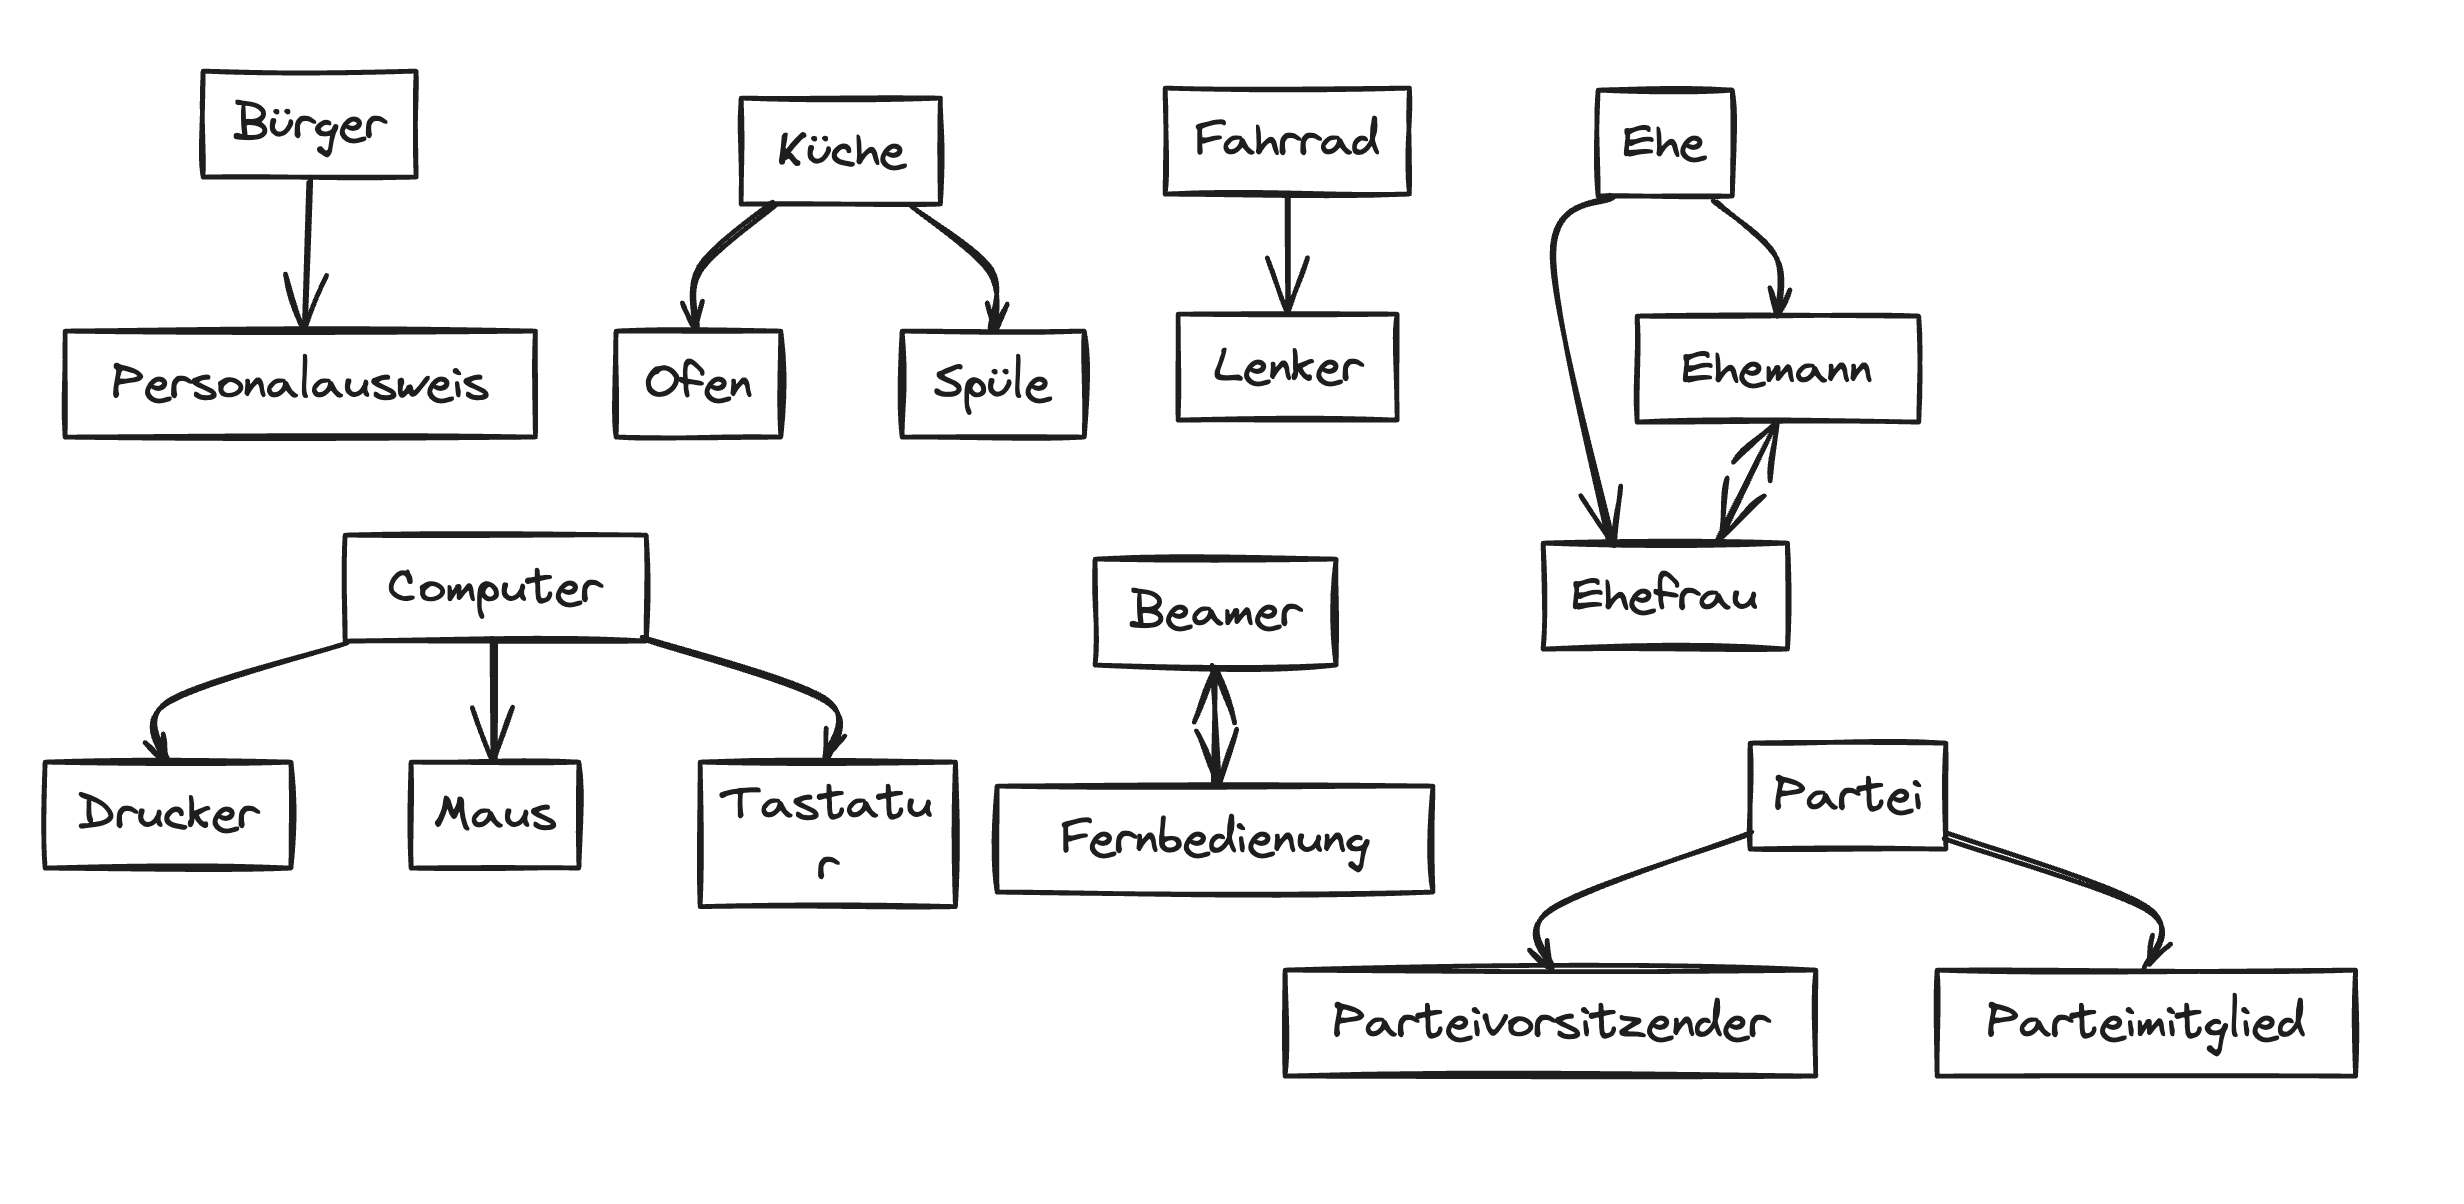 Bürger
Küche
Fahrrad
Ehe
Personalausweis
Ofen
Spüle
Lenker
Ehemann
Computer
Beamer
Ehefrau
Drucker
Maus
Tastatu
r
Fernbedienung
Partei
Parteivorsitzender
Parteimitglied